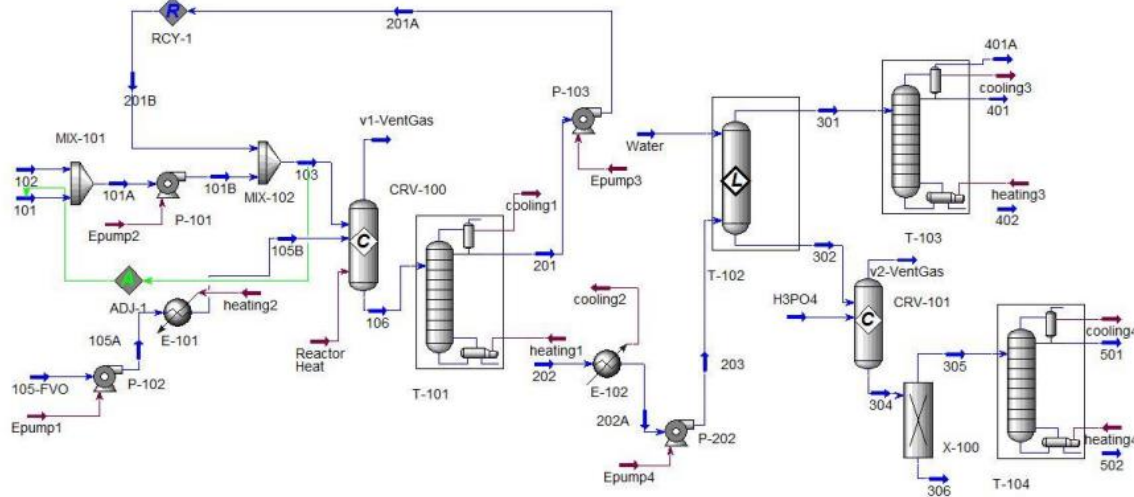 R
RCY-1
201A
201B
P-103
v1-VentGas
MIX-101
102
101
101A
101B
P-101
Epump2
MIX-102
103
CRV-100
C
Epump3
cooling1
105B
A
ADJ-1
heating2
E-101
105A
Reactor
Heat
106
201
105-FVO
P-102
Epump1
T-101
heating1
202
cooling2
E-102
202A
P-202
Epump4
203
Water
T-102
L
301
302
401A
cooling3
401
heating3
402
T-103
v2-VentGas
H3PO4
CRV-101
C
304
305
X-100
306
cooling4
501
heating4
502
T-104